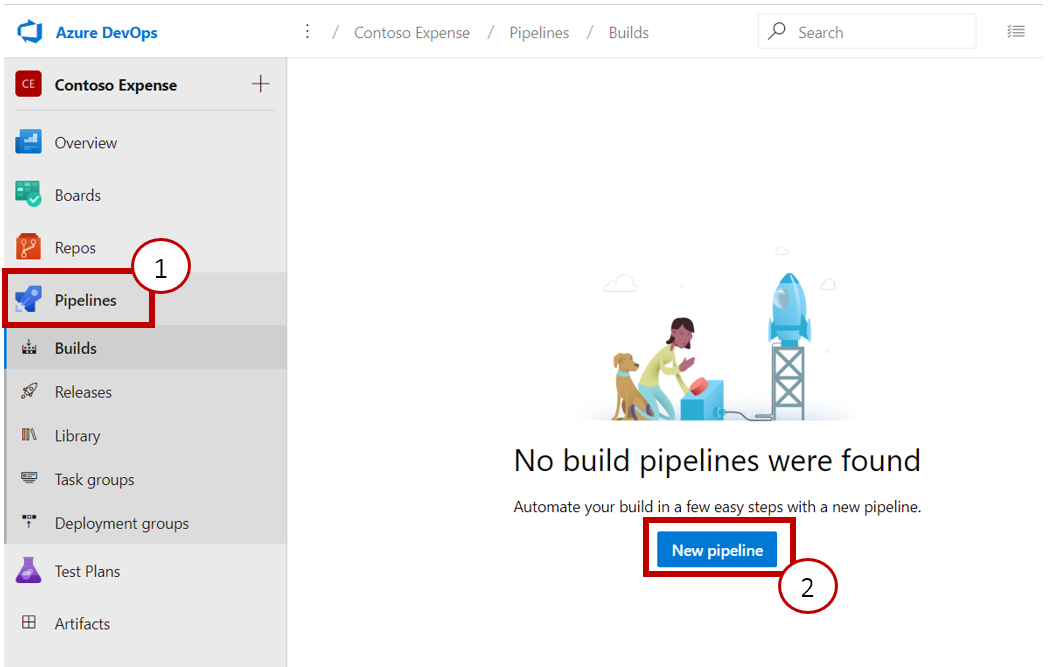 Azure DevOps
/ Contoso Expense / Pipelines / Builds
Search
CE Contoso Expense
Overview
Boards
Repos
1
Pipelines
Builds
Releases
Library
Task groups
Deployment groups
Test Plans
Artifacts
No build pipelines were found
Automate your build in a few easy steps with a new pipeline.
New pipeline
2